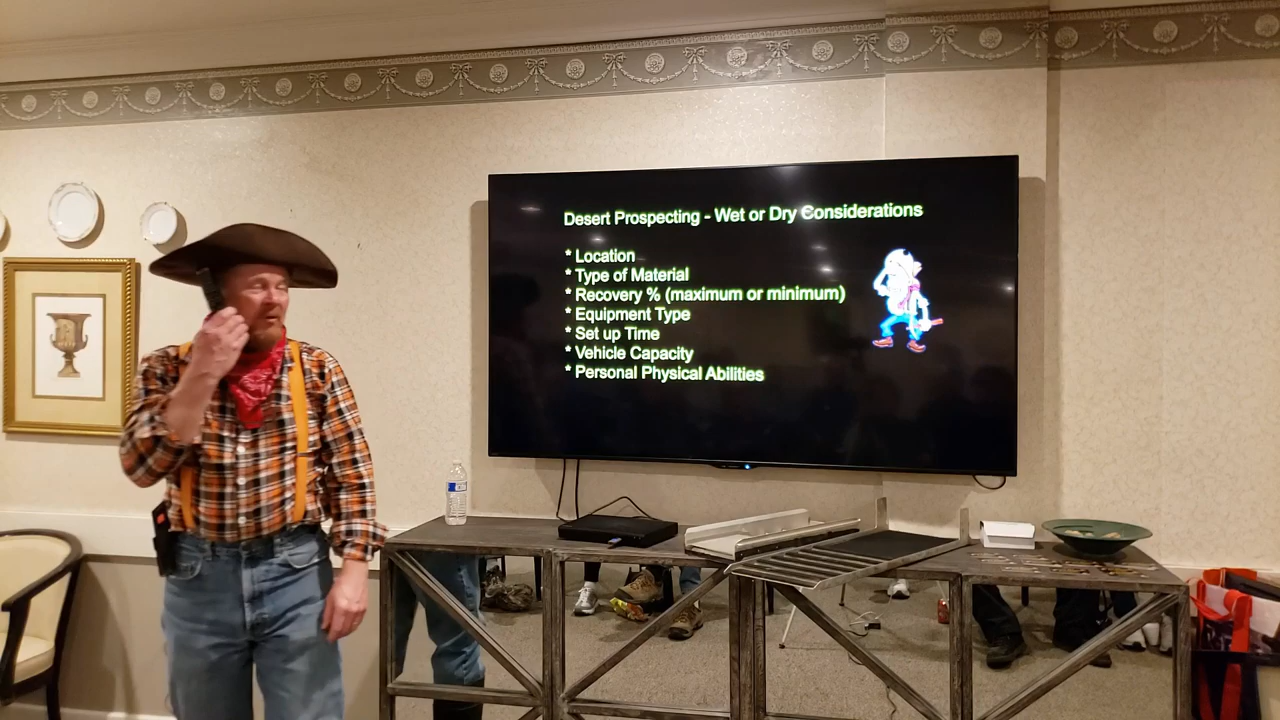 Desert Prospecting - Wet or Dry Considerations
* Location
* Type of Material
* Recovery % (maximum or minimum)
* Equipment Type
* Set up Time
* Vehicle Capacity
* Personal Physical Abilities